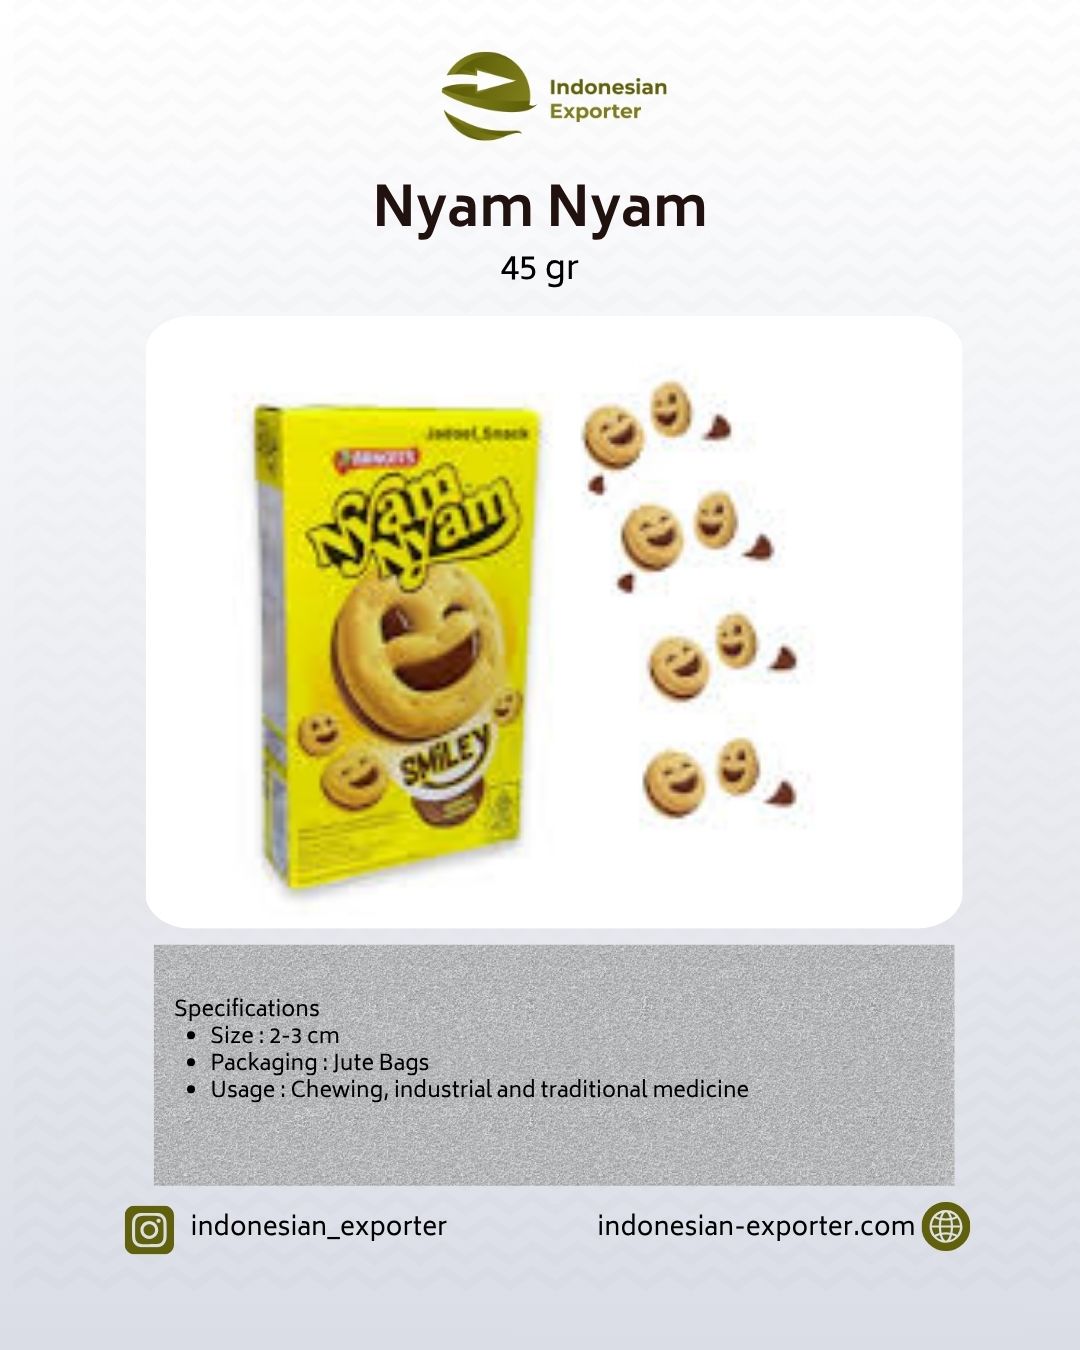 Indonesian
Exporter
Nyam Nyam
45 gr
Jadoel_Snack
ARNOTT'S
Nyam
Nyam
SMILEY
Specifications
• Size : 2-3 cm
• Packaging : Jute Bags
• Usage : Chewing, industrial and traditional medicine
indonesian_exporter
indonesian-exporter.com